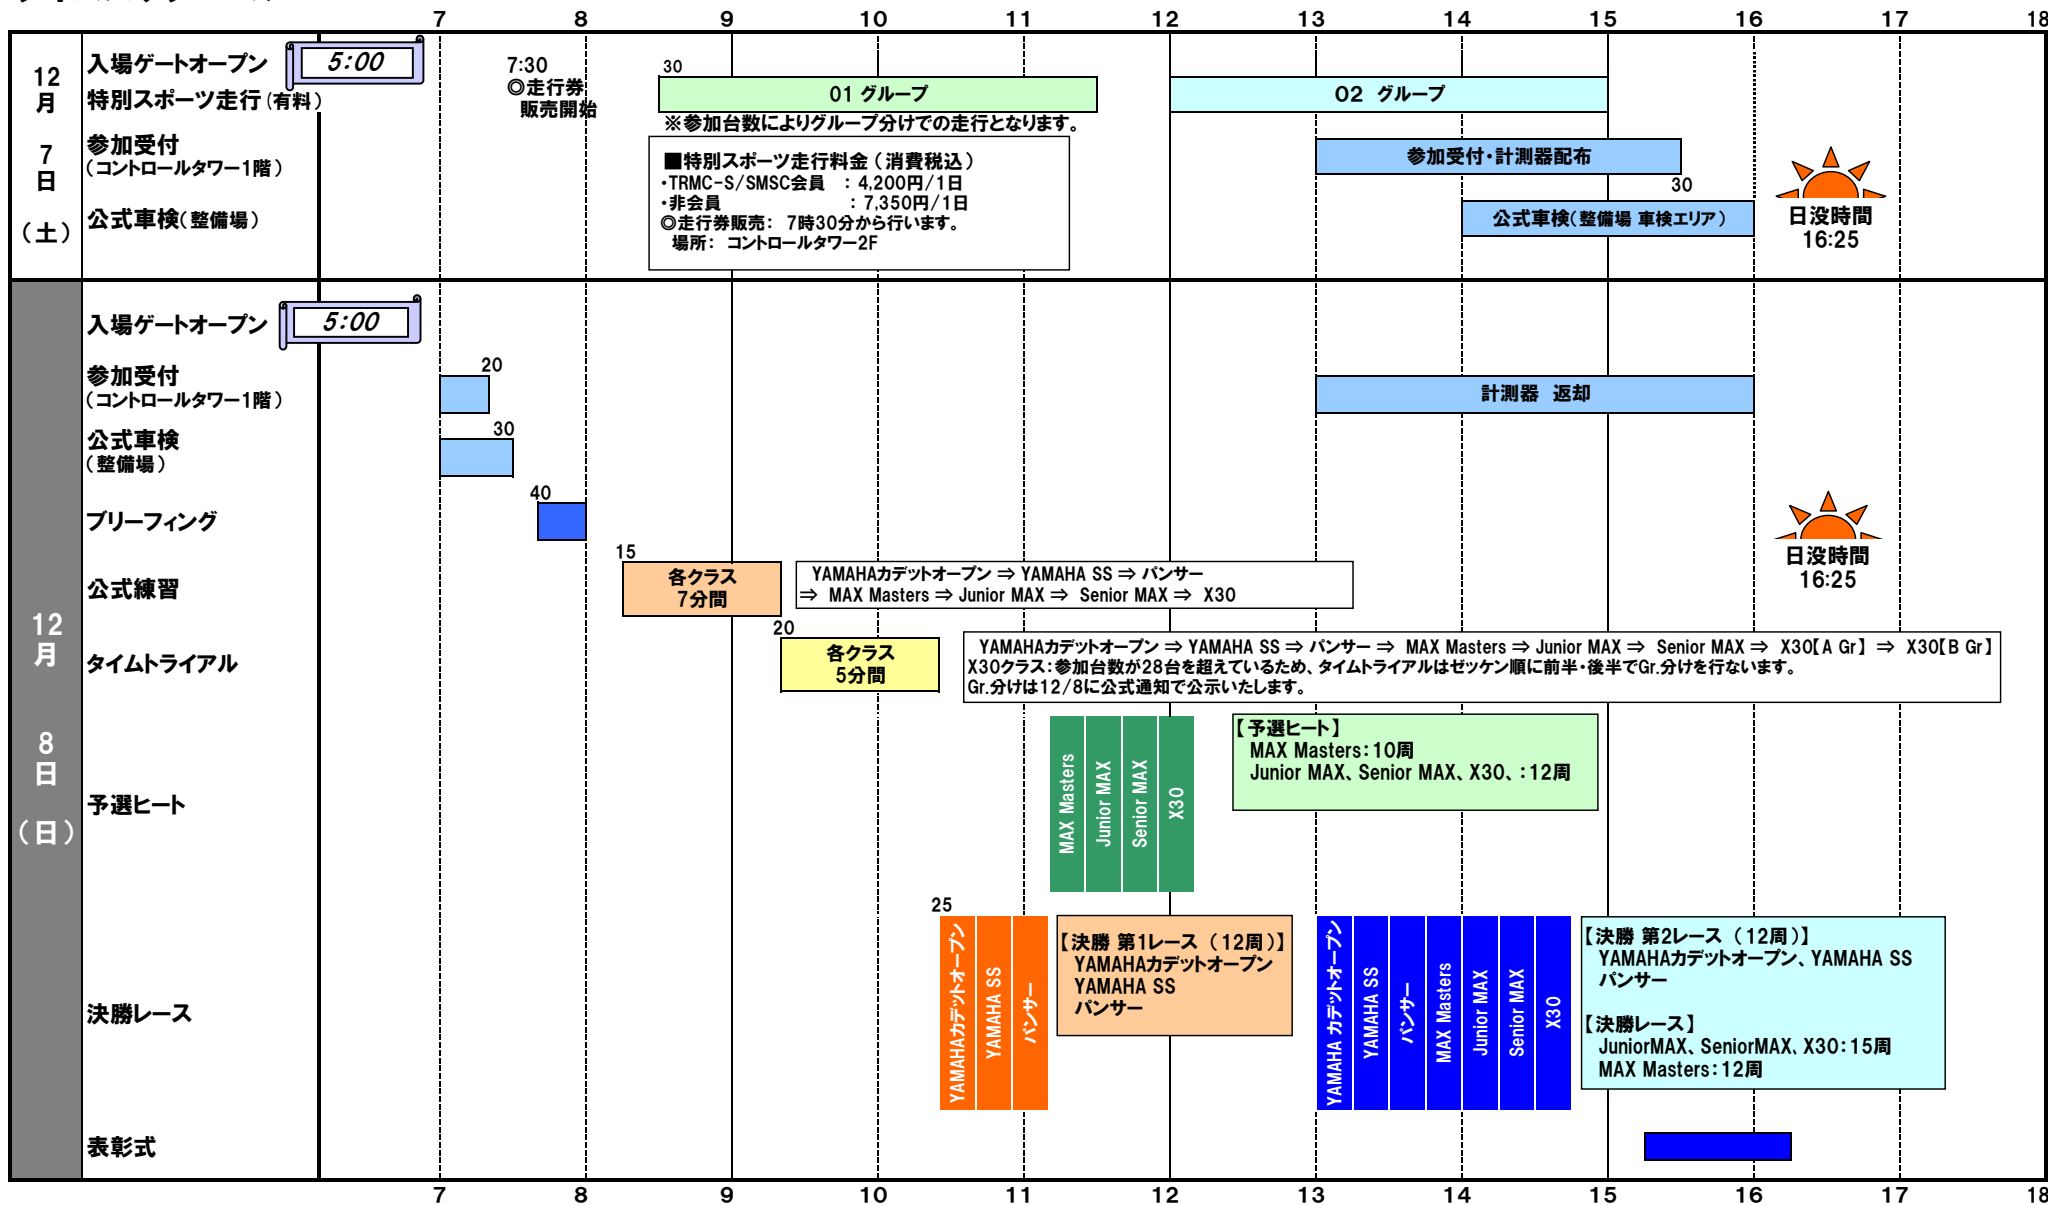 7 8 9 10 11 12 13 14 15 16 17 18
12月7日(土)
入場ゲートオープン
5:00
特別スポーツ走行(有料)
7:30
◎走行券
販売開始
30
01 グループ
02 グループ
※参加台数によりグループ分けでの走行となります。
参加受付
(コントロールタワー1階)
参加受付・計測器配布
30
■特別スポーツ走行料金(消費税込)
・TRMC-S/SMSC会員 : 4,200円/1日
・非会員 : 7,350円/1日
◎走行券販売: 7時30分から行います。
場所: コントロールタワー2F
公式車検(整備場)
公式車検(整備場 車検エリア)
日没時間
16:25
12月8日(日)
入場ゲートオープン
5:00
参加受付
(コントロールタワー1階)
20
計測器 返却
公式車検
(整備場)
30
ブリーフィング
40
日没時間
16:25
公式練習
15
各クラス
7分間
YAMAHAカデットオープン ⇒ YAMAHA SS ⇒ パンサー
⇒ MAX Masters ⇒ Junior MAX ⇒ Senior MAX ⇒ X30
タイムトライアル
20
各クラス
5分間
YAMAHAカデットオープン ⇒ YAMAHA SS ⇒ パンサー ⇒ MAX Masters ⇒ Junior MAX ⇒ Senior MAX ⇒ X30【A Gr】 ⇒ X30【B Gr】
X30クラス:参加台数が28台を超えているため、タイムトライアルはゼッケン順に前半・後半でGr.分けを行ないます。
Gr.分けは12/8に公式通知で公示いたします。
予選ヒート
MAX Masters
Junior MAX
Senior MAX
X30
【予選ヒート】
MAX Masters:10周
Junior MAX、Senior MAX、X30、:12周
決勝レース
25
YAMAHAカデットオープン
YAMAHA SS
パンサー
【決勝 第1レース (12周)】
YAMAHAカデットオープン
YAMAHA SS
パンサー
YAMAHA カデットオープン
YAMAHA SS
パンサー
MAX Masters
Junior MAX
Senior MAX
X30
【決勝 第2レース (12周)】
YAMAHAカデットオープン、YAMAHA SS
パンサー
【決勝レース】
JuniorMAX、SeniorMAX、X30:15周
MAX Masters:12周
表彰式
7 8 9 10 11 12 13 14 15 16 17 18